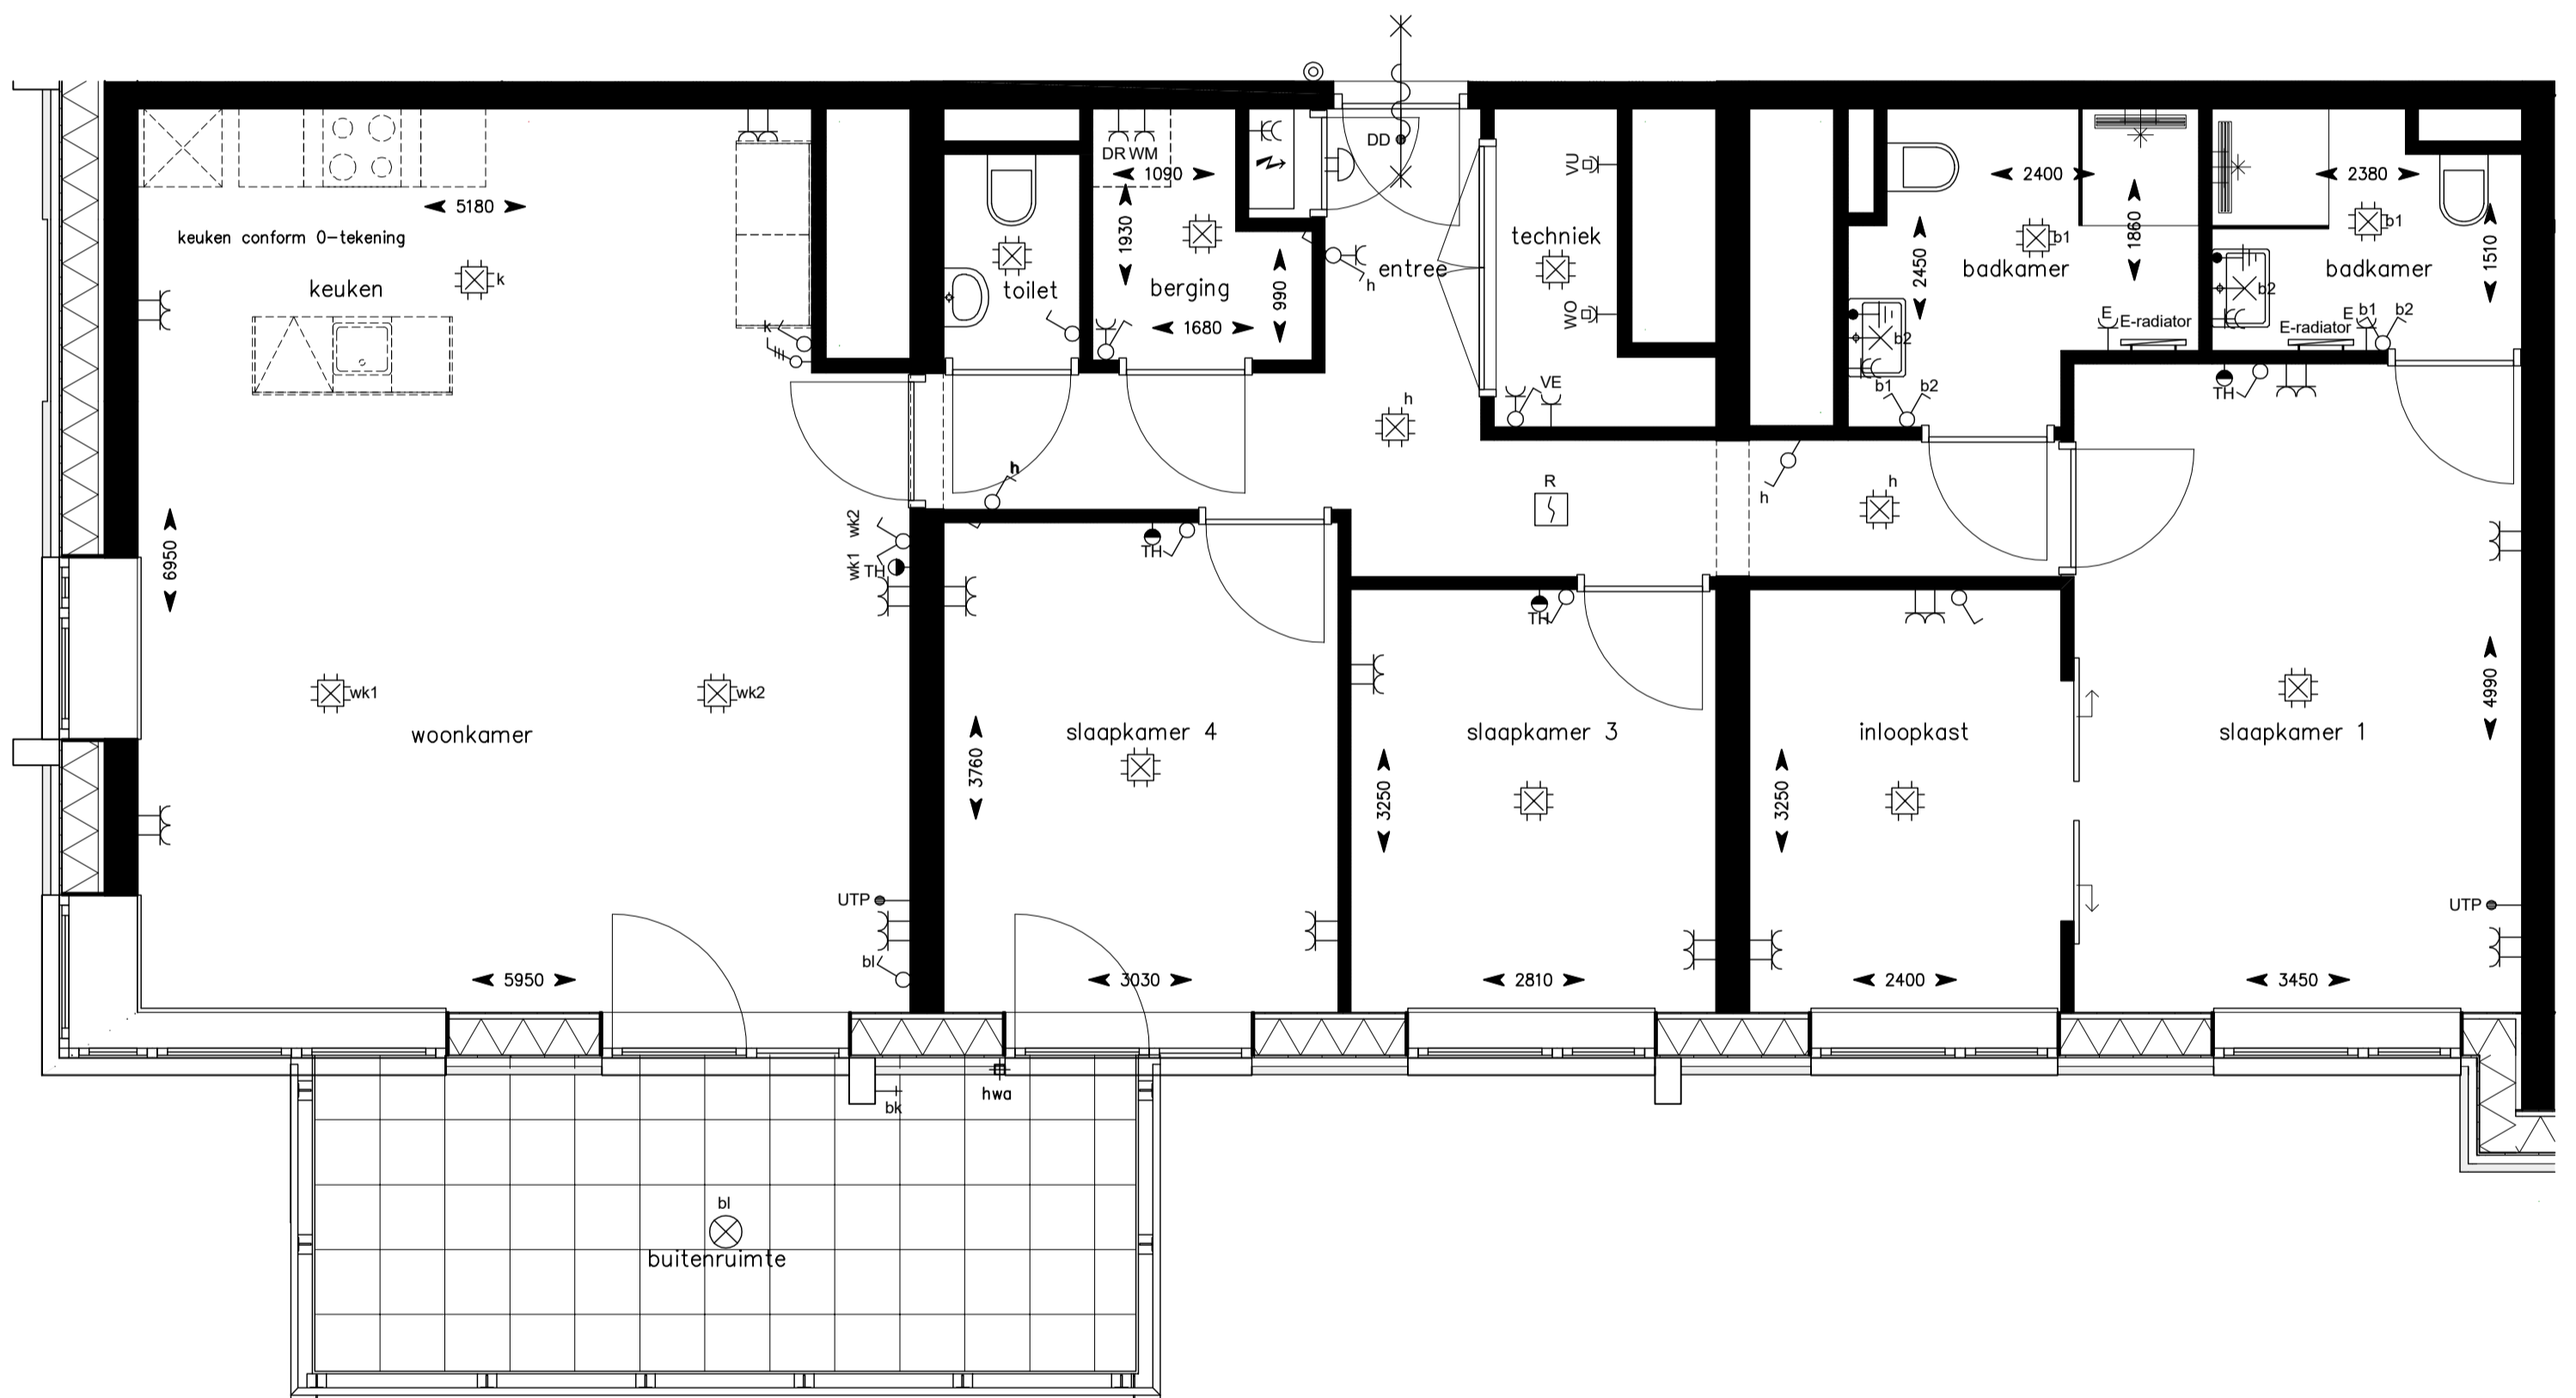 DD
VU
DR WM
1090
2400
2380
5180
1930
1860
1510
keuken conform 0-tekening
techniek
b1
b1
2450
entree
h
badkamer
badkamer
k
keuken
toilet
berging
990
b2
WO
1680
E
E-radiator
E-radiator
E
b1
b2
k
b2
VE
b1
b2
TH
h
h
h
R
h
h
wk2
wk1
TH
TH
6950
TH
wk1
wk2
4990
woonkamer
slaapkamer 4
slaapkamer 3
inloopkast
slaapkamer 1
3760
3250
3250
UTP
UTP
bl
5950
3030
2810
2400
3450
bk
hwa
bl
buitenruimte